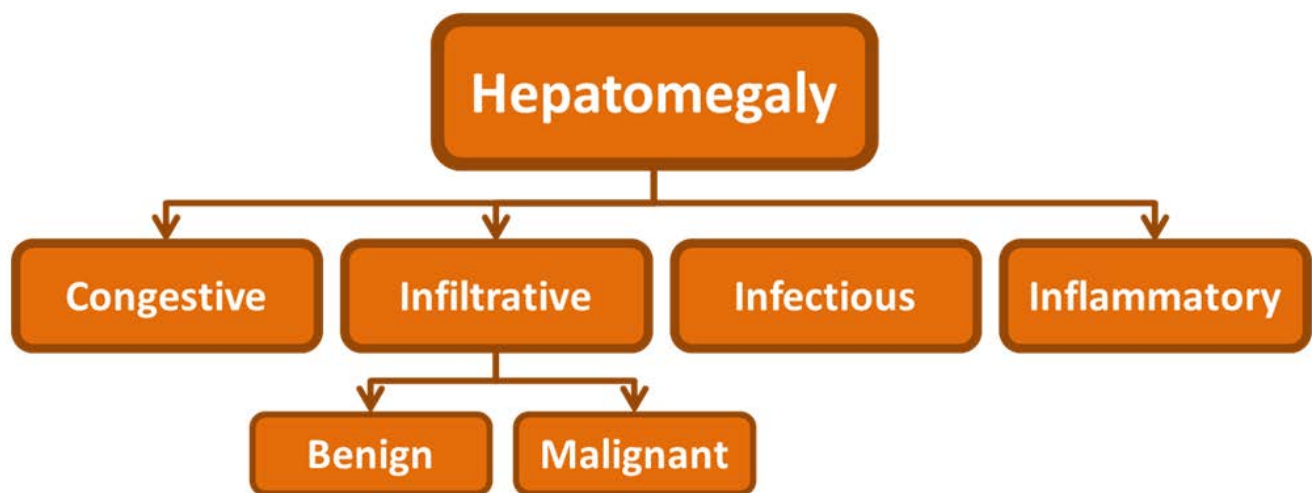 Hepatomegaly
Congestive
Infiltrative
Infectious
Inflammatory
Benign
Malignant